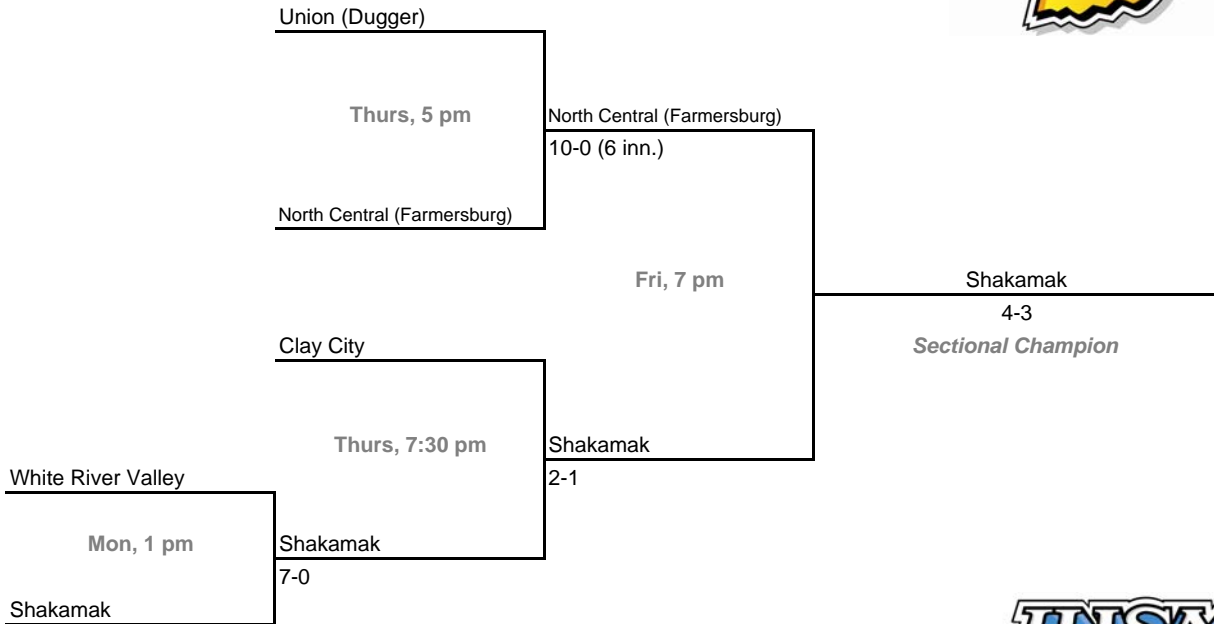 Union (Dugger)
Thurs, 5 pm
North Central (Farmersburg)
10-0 (6 inn.)
North Central (Farmersburg)
Fri, 7 pm
Shakamak
4-3
Sectional Champion
Clay City
Thurs, 7:30 pm
Shakamak
2-1
White River Valley
Mon, 1 pm
Shakamak
7-0
Shakamak